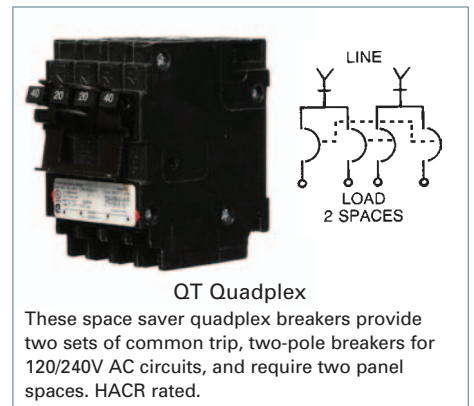 LINE
40 20 20 40
LOAD
2 SPACES
QT Quadplex
These space saver quadplex breakers provide
two sets of common trip, two-pole breakers for
120/240V AC circuits, and require two panel
spaces. HACR rated.